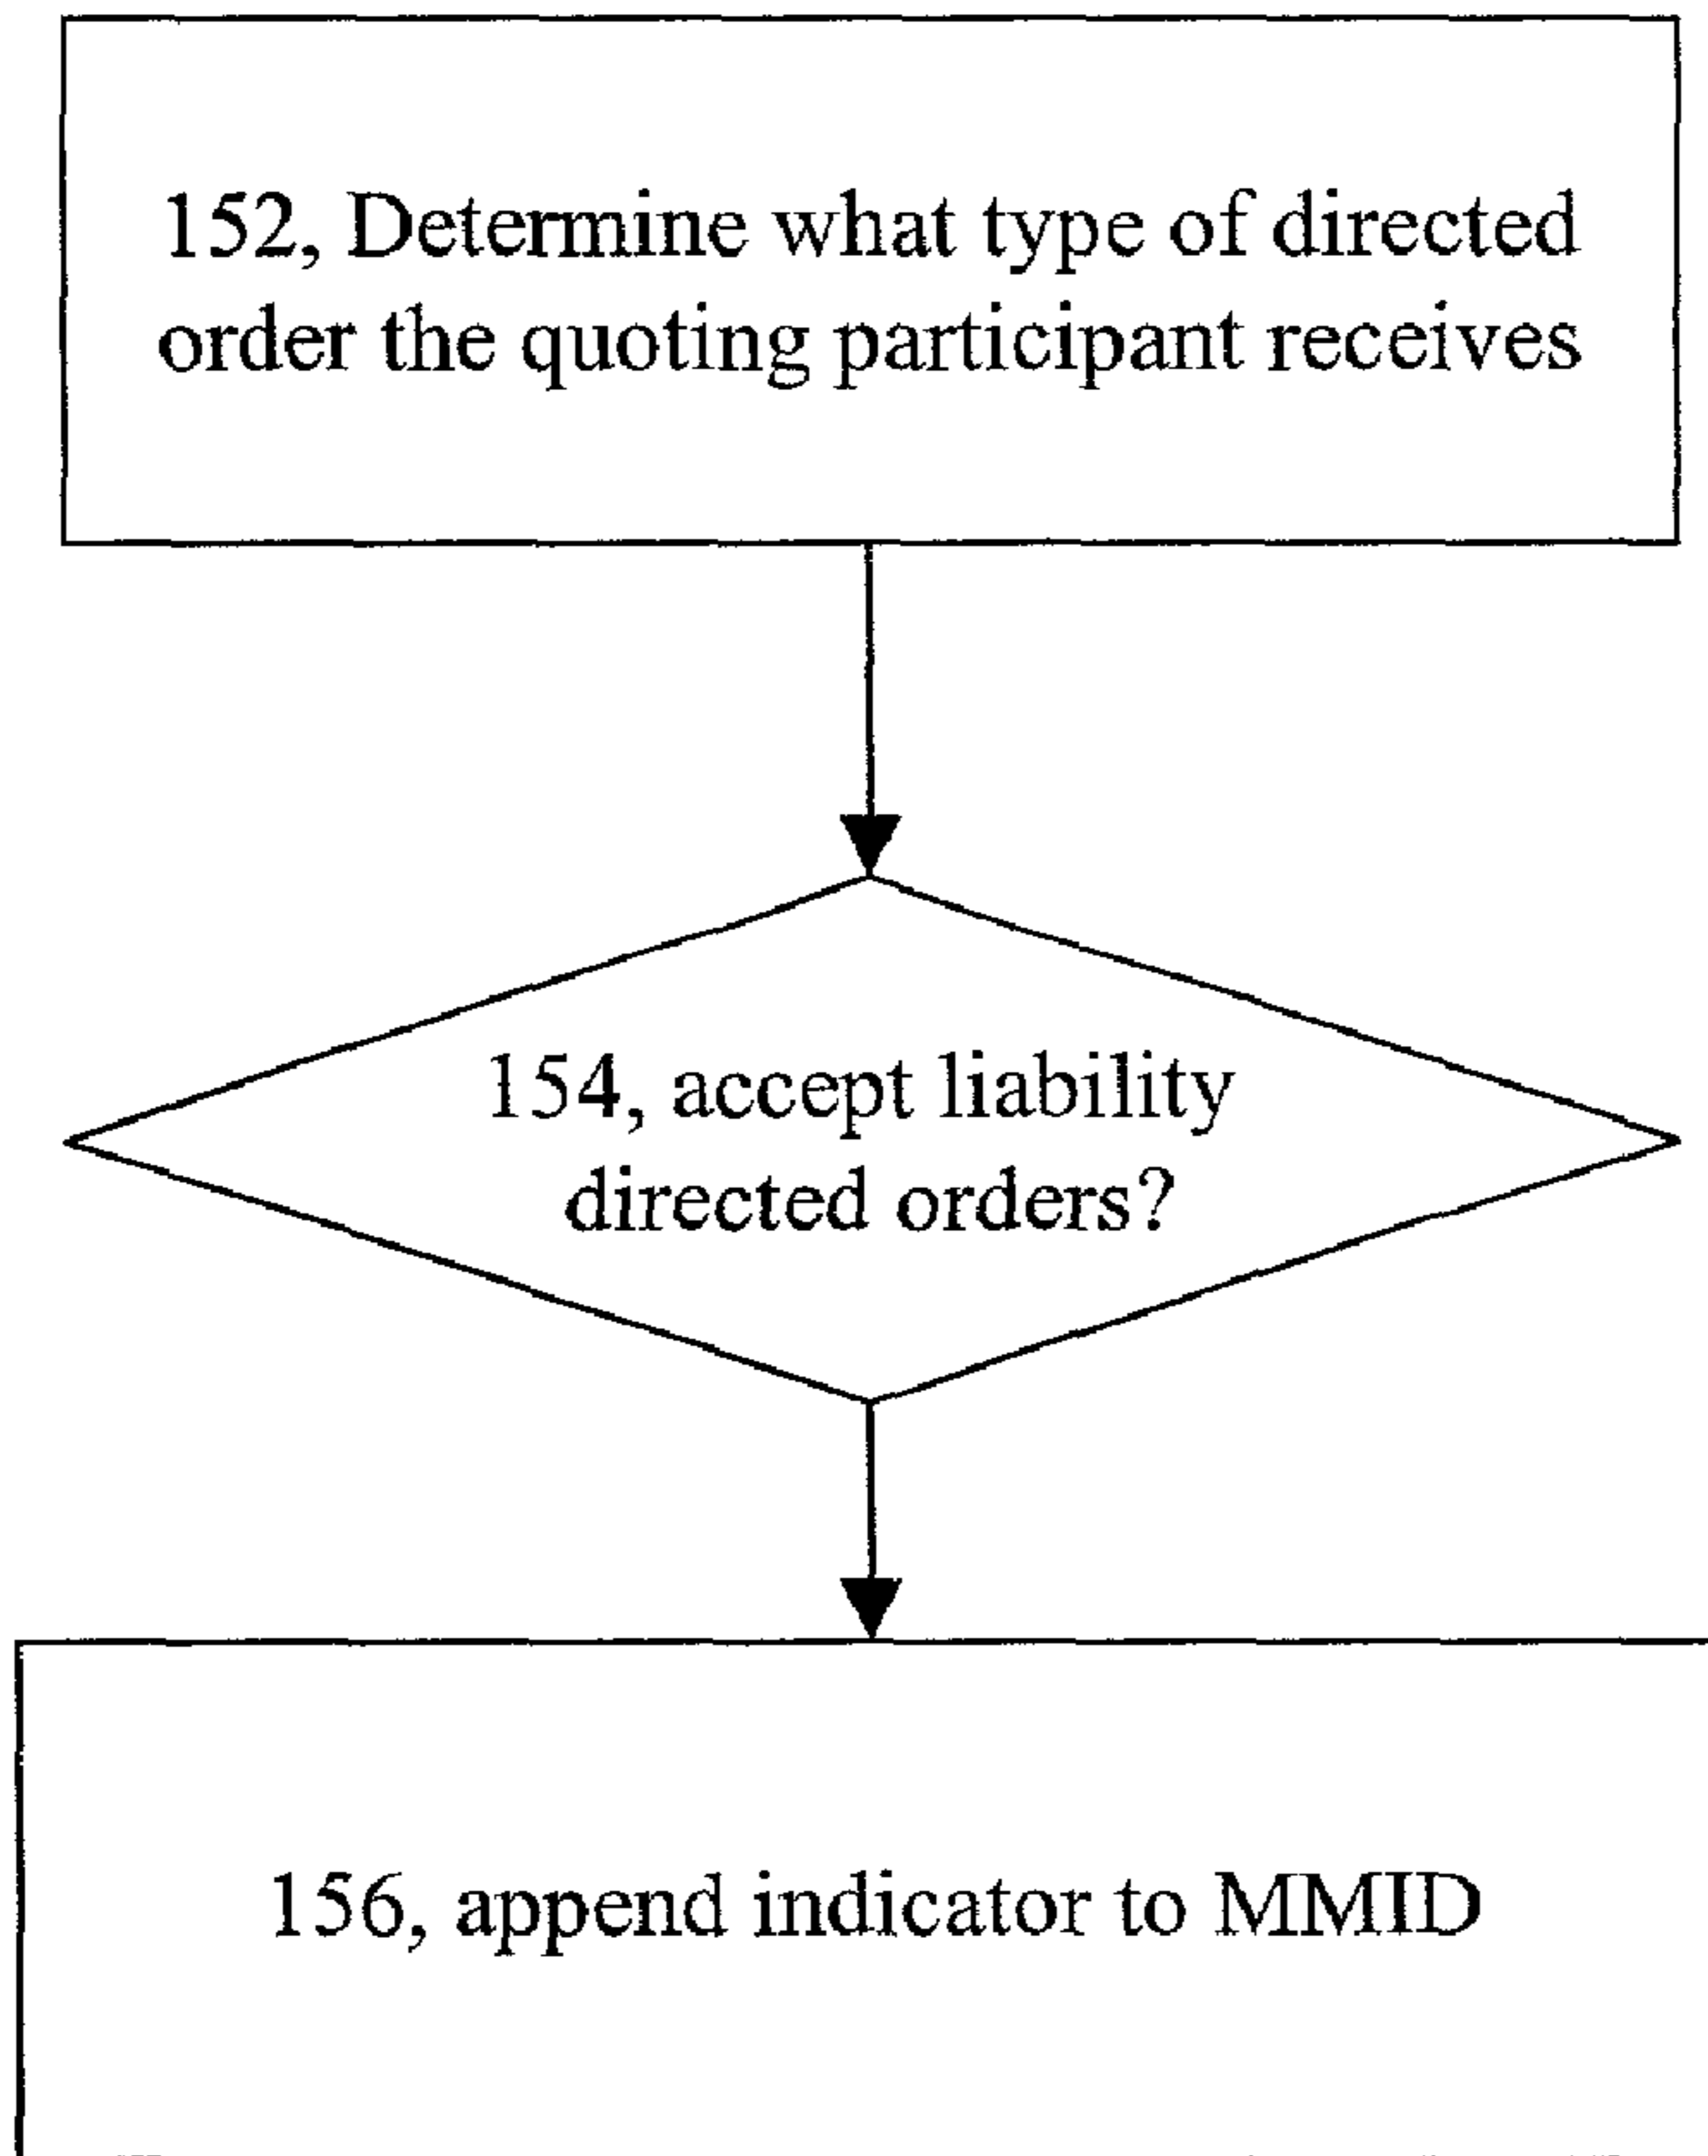 152, Determine what type of directed
order the quoting participant receives
154, accept liability
directed orders?
156, append indicator to MMID